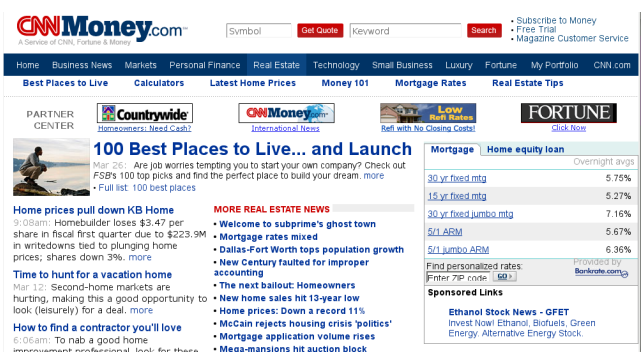 CNNMoney.com™
A Service of CNN, Fortune & Money
Symbol Get Quote Keyword Search
• Subscribe to Money
• Free Trial
• Magazine Customer Service
Home Business News Markets Personal Finance Real Estate Technology Small Business Luxury Fortune My Portfolio CNN.com
Best Places to Live Calculators Latest Home Prices Money 101 Mortgage Rates Real Estate Tips
PARTNER
CENTER
Countrywide
Homeowners: Need Cash?
CNNMoney.com
International News
Low
Refi Rates
Refi with No Closing Costs!
FORTUNE
Click Now
100 Best Places to Live... and Launch
Mar 26: Are job worries tempting you to start your own company? Check out
FSB's 100 top picks and find the perfect place to build your dream. more
• Full list: 100 best places
Home prices pull down KB Home
9:08am: Homebuilder loses $3.47 per
share in fiscal first quarter due to $223.9M
in writedowns tied to plunging home
prices; shares down 3%. more
Time to hunt for a vacation home
Mar 12: Second-home markets are
hurting, making this a good opportunity to
look (leisurely) for a deal. more
How to find a contractor you'll love
6:06am: To nab a good home
improvement professional, look for these
MORE REAL ESTATE NEWS
• Welcome to subprime's ghost town
• Mortgage rates mixed
• Dallas-Fort Worth tops population growth
• New Century faulted for improper
accounting
• The next bailout: Homeowners
• New home sales hit 13-year low
• Home prices: Down a record 11%
• McCain rejects housing crisis 'politics'
• Mortgage application volume rises
• Mega-mansions hit auction block
Mortgage Home equity loan
Overnight avgs
30 yr fixed mtg 5.75%
15 yr fixed mtg 5.27%
30 yr fixed jumbo mtg 7.16%
5/1 ARM 5.67%
5/1 jumbo ARM 6.36%
Find personalized rates:
Enter ZIP code GO
Provided by
Bankrate.com
Sponsored Links
Ethanol Stock News - GFET
Invest Now! Ethanol, Biofuels, Green
Energy. Alternative Energy Stock.